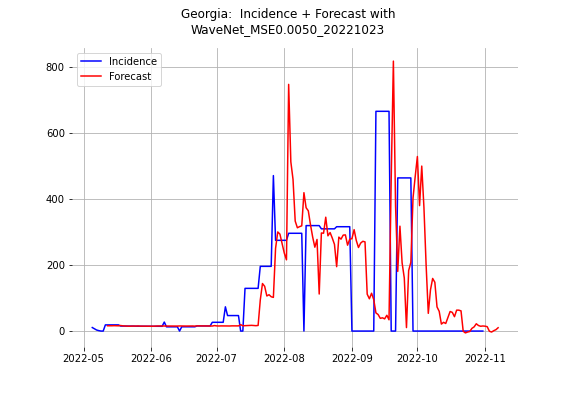 Georgia:  Incidence + Forecast with
WaveNet_MSE0.0050_20221023
Incidence
Forecast
800
600
400
200
0
2022-05 2022-06 2022-07 2022-08 2022-09 2022-10 2022-11